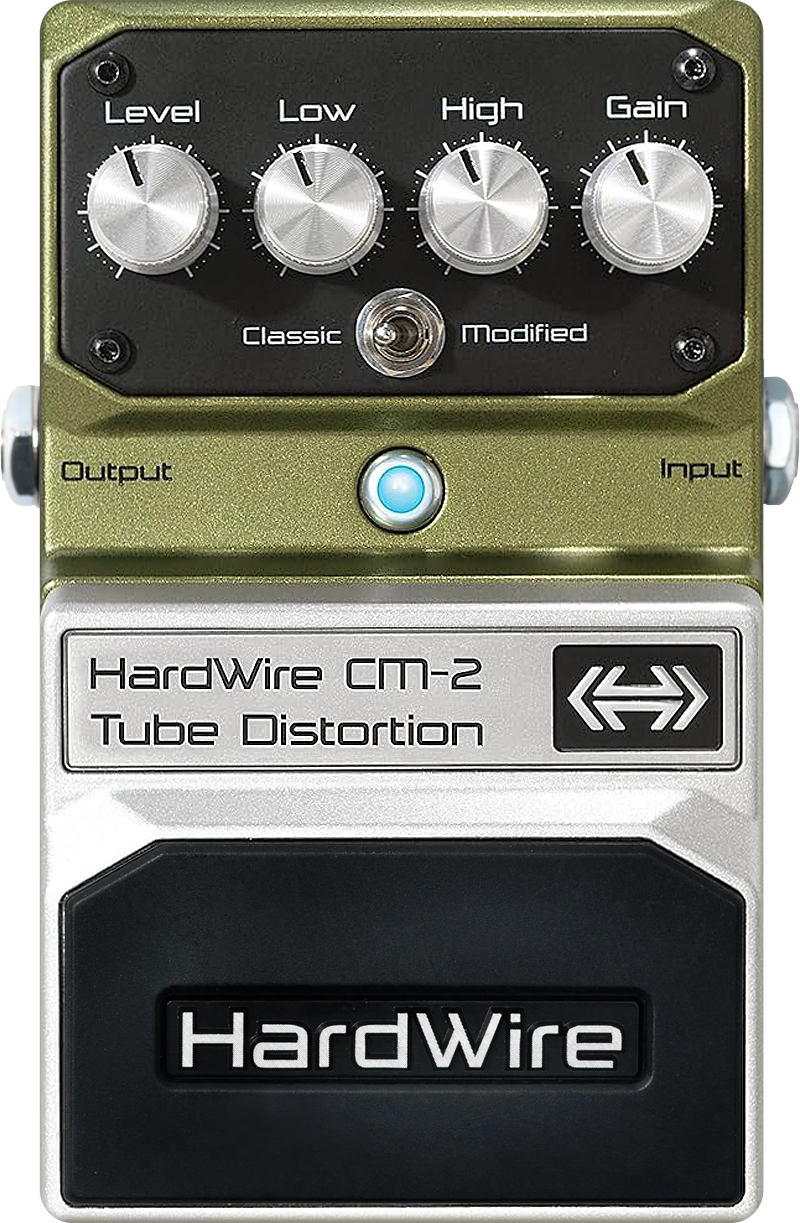 Level Low High Gain
Classic Modified
Output Input
HardWire CM-2
Tube Distortion
HardWire